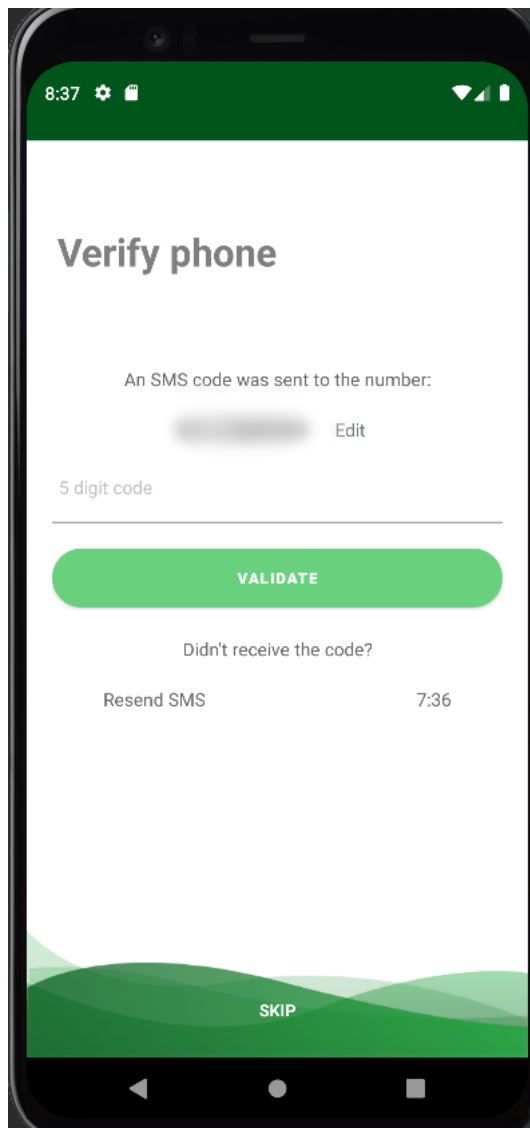 8:37
Verify phone
An SMS code was sent to the number:
Edit
5 digit code
VALIDATE
Didn't receive the code?
Resend SMS 7:36
SKIP